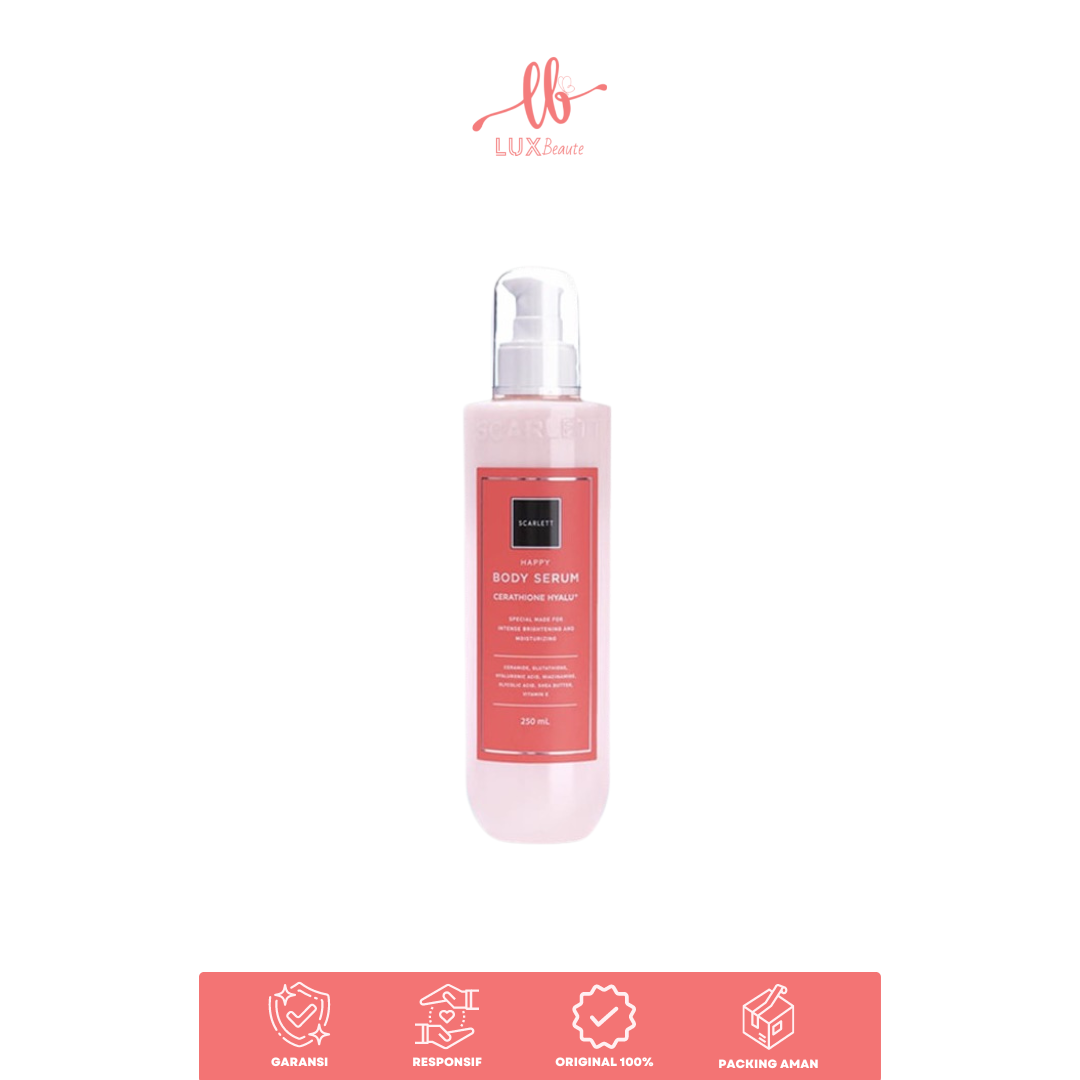 lb
LUX Beaute
SCARLETT
SCARLETT
HAPPY
BODY SERUM
CERATHIONE HYALU⁺
SPECIAL MADE FOR
INTENSE BRIGHTENING AND
MOISTURIZING
CERAMIDE, GLUTATHIONE,
HYALURONIC ACID, NIACINAMIDE,
GLYCOLIC ACID, SHEA BUTTER,
VITAMIN E
250 mL
GARANSI
RESPONSIF
ORIGINAL 100%
PACKING AMAN